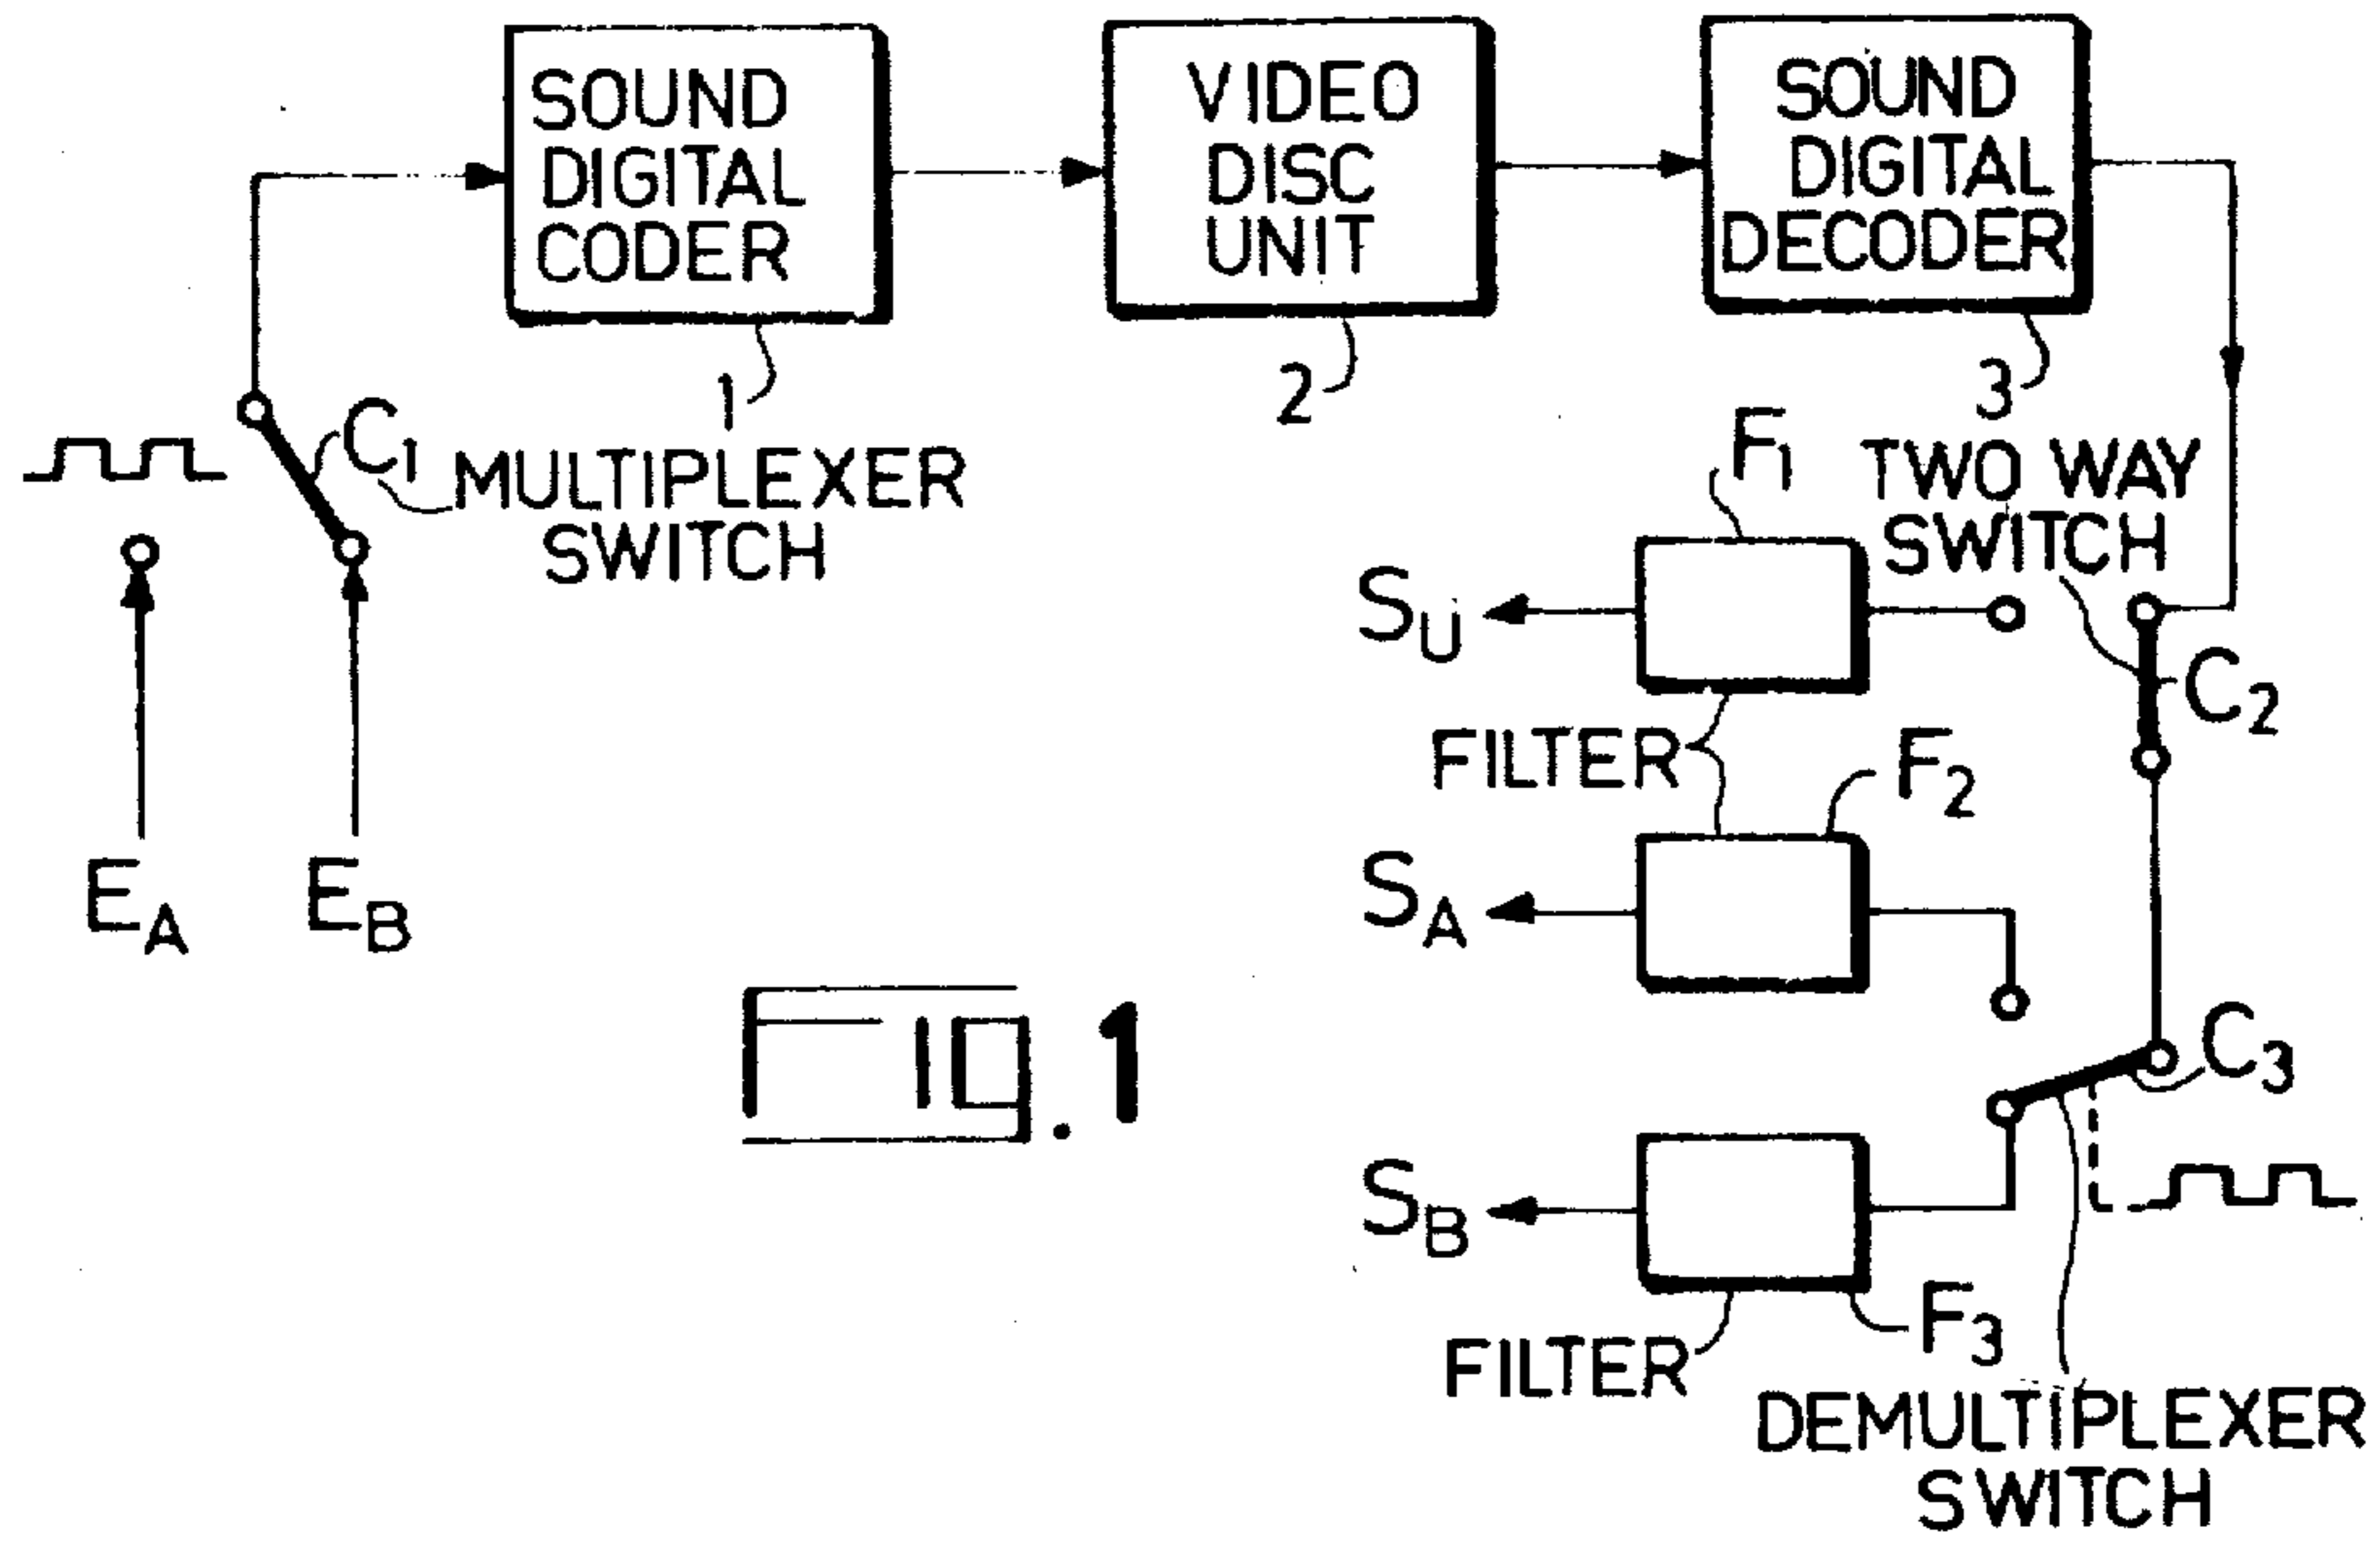 SOUND
DIGITAL
CODER
VIDEO
DISC
UNIT
SOUND
DIGITAL
DECODER
1
2
3
C1
MULTIPLEXER
SWITCH
F1
TWO WAY
SWITCH
SU
C2
FILTER
F2
EA
EB
SA
FIG.1
C3
SB
FILTER
F3
DEMULTIPLEXER
SWITCH